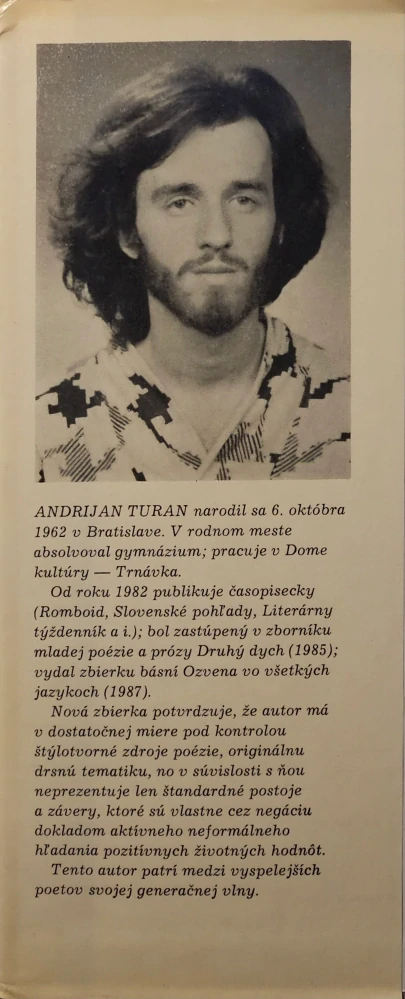 ANDRIJAN TURAN narodil sa 6. októbra
1962 v Bratislave. V rodnom meste
absolvoval gymnázium; pracuje v Dome
kultúry — Trnávka.
Od roku 1982 publikuje časopisecky
(Romboid, Slovenské pohľady, Literárny
týždenník a i.); bol zastúpený v zborníku
mladej poézie a prózy Druhý dych (1985);
vydal zbierku básní Ozvena vo všetkých
jazykoch (1987).
Nová zbierka potvrdzuje, že autor má
v dostatočnej miere pod kontrolou
štýlotvorné zdroje poézie, originálnu
drsnú tematiku, no v súvislosti s ňou
neprezentuje len štandardné postoje
a závery, ktoré sú vlastne cez negáciu
dokladom aktívneho neformálneho
hľadania pozitívnych životných hodnôt.
Tento autor patrí medzi vyspelejších
poetov svojej generačnej vlny.